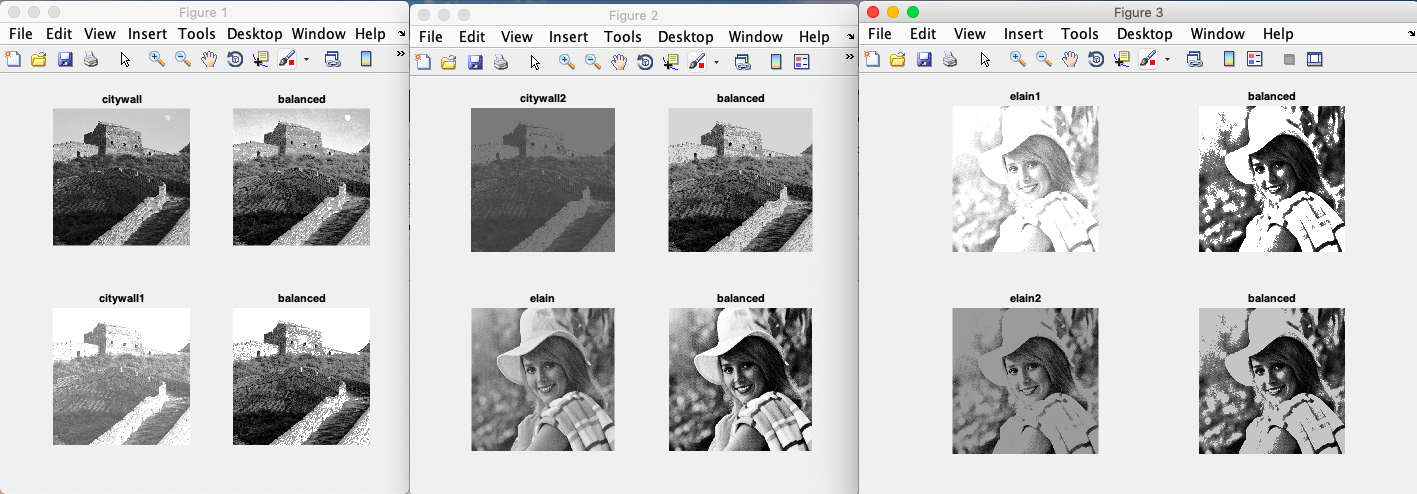 Figure 1
File Edit View Insert Tools Desktop Window Help
citywall balanced
citywall1 balanced
Figure 2
File Edit View Insert Tools Desktop Window Help
citywall2 balanced
elain balanced
Figure 3
File Edit View Insert Tools Desktop Window Help
elain1 balanced
elain2 balanced